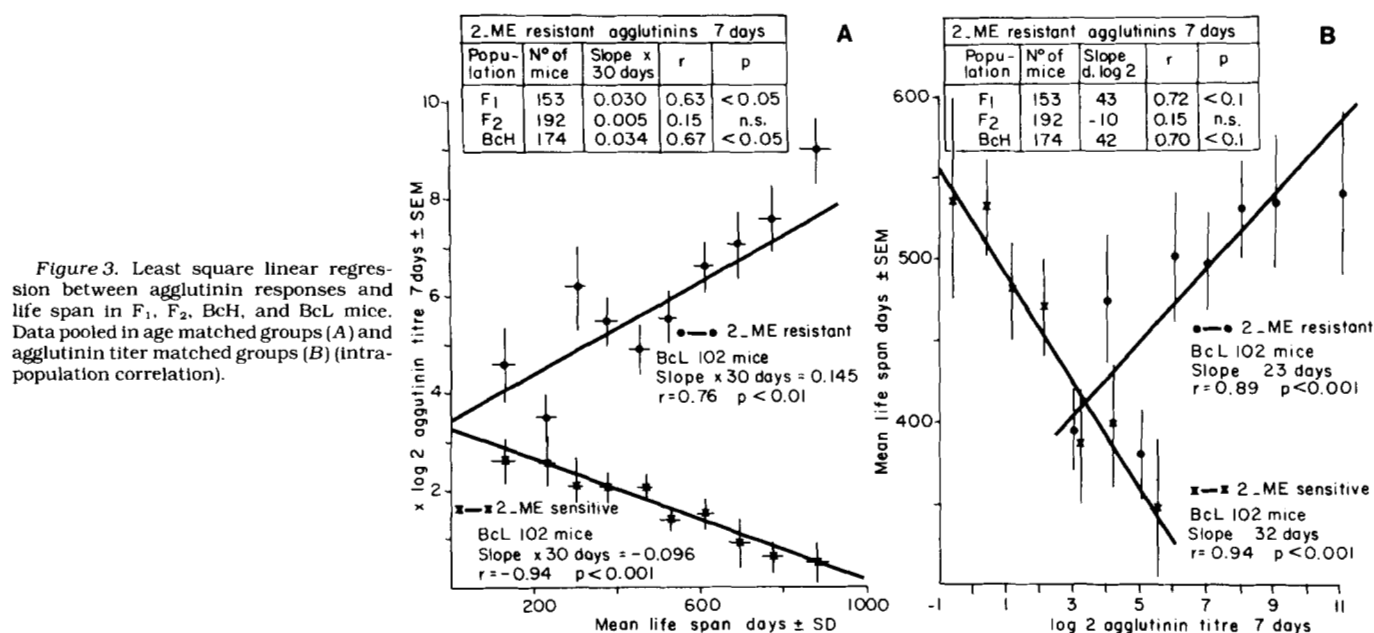 Figure 3. Least square linear regres-
sion between agglutinin responses and
life span in F₁, F₂, BcH, and BcL mice.
Data pooled in age matched groups (A) and
agglutinin titer matched groups (B) (intra-
population correlation).
A
2_ME resistant agglutinins 7 days
Popu-lation N° of mice Slope x 30 days r p
F₁ 153 0.030 0.63 <0.05
F₂ 192 0.005 0.15 n.s.
BcH 174 0.034 0.67 <0.05
x log 2 agglutinin titre 7 days ± SEM
10
8
6
4
2
2_ME resistant
BcL 102 mice
Slope x 30 days = 0.145
r=0.76 p<0.01
2_ME sensitive
BcL 102 mice
Slope x 30 days = -0.096
r=-0.94 p<0.001
200 600 1000
Mean life span days ± SD
B
2_ME resistant agglutinins 7 days
Popu-lation N° of mice Slope d. log 2 r p
F₁ 153 43 0.72 <0.1
F₂ 192 -10 0.15 n.s.
BcH 174 42 0.70 <0.1
Mean life span days ± SEM
600
500
400
2_ME resistant
BcL 102 mice
Slope 23 days
r=0.89 p<0.001
2_ME sensitive
BcL 102 mice
Slope 32 days
r=0.94 p<0.001
-1 1 3 5 7 9 11
log 2 agglutinin titre 7 days